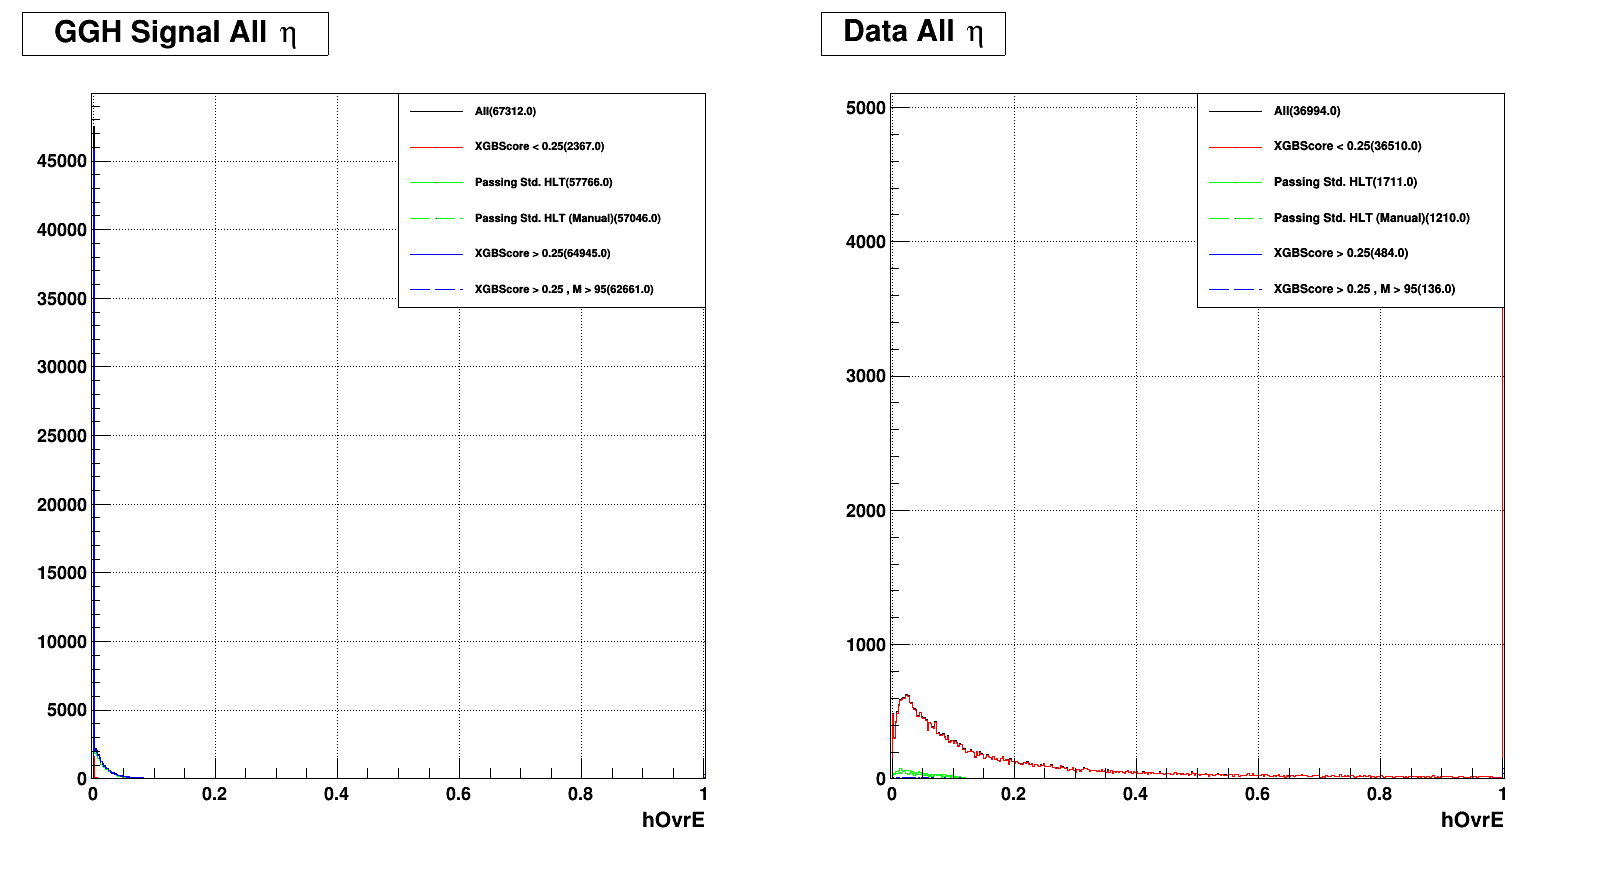 GGH Signal All η
All(67312.0)
XGBScore < 0.25(2367.0)
Passing Std. HLT(57766.0)
Passing Std. HLT (Manual)(57046.0)
XGBScore > 0.25(64945.0)
XGBScore > 0.25 , M > 95(62661.0)
45000
40000
35000
30000
25000
20000
15000
10000
5000
0
0 0.2 0.4 0.6 0.8 1
hOvrE
Data All η
All(36994.0)
XGBScore < 0.25(36510.0)
Passing Std. HLT(1711.0)
Passing Std. HLT (Manual)(1210.0)
XGBScore > 0.25(484.0)
XGBScore > 0.25 , M > 95(136.0)
5000
4000
3000
2000
1000
0
0 0.2 0.4 0.6 0.8 1
hOvrE